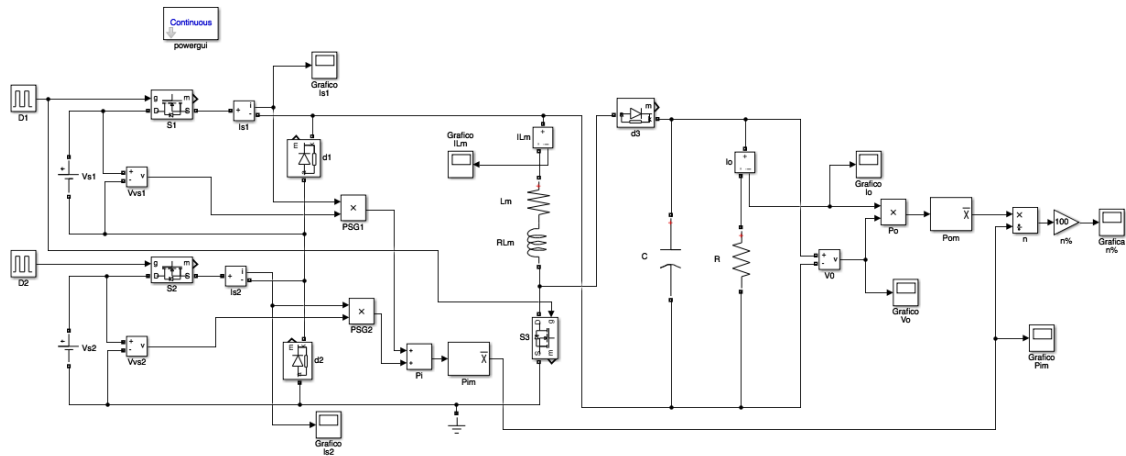 Continuous
powergui
Grafico
Is1
D1
g
m
D
S
S1
i
+
-
Is1
Vs1
+
-
v
Vvs1
m
d1
×
PSG1
Grafico
ILm
+
-
ILm
Lm
RLm
m
d3
+
-
Io
C
R
Grafico
Io
×
Po
x
Pom
×
÷
n
100
n%
Grafica
n%
D2
g
m
D
S
S2
i
+
-
Is2
+
-
v
V0
Grafico
Vo
Vs2
+
-
v
Vvs2
m
d2
×
PSG2
+
+
Pi
x
Pim
S3
g
D
m
S
Grafico
Pim
Grafico
Is2